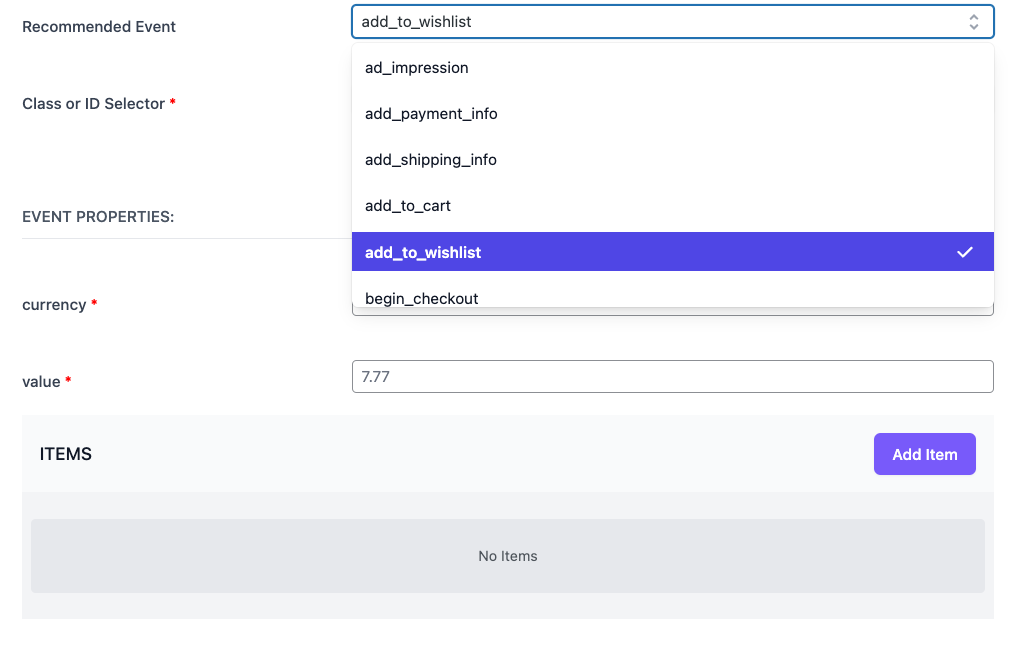 Recommended Event
add_to_wishlist
ad_impression
add_payment_info
Class or ID Selector *
add_shipping_info
add_to_cart
EVENT PROPERTIES:
add_to_wishlist
begin_checkout
currency *
value *
7.77
ITEMS
Add Item
No Items